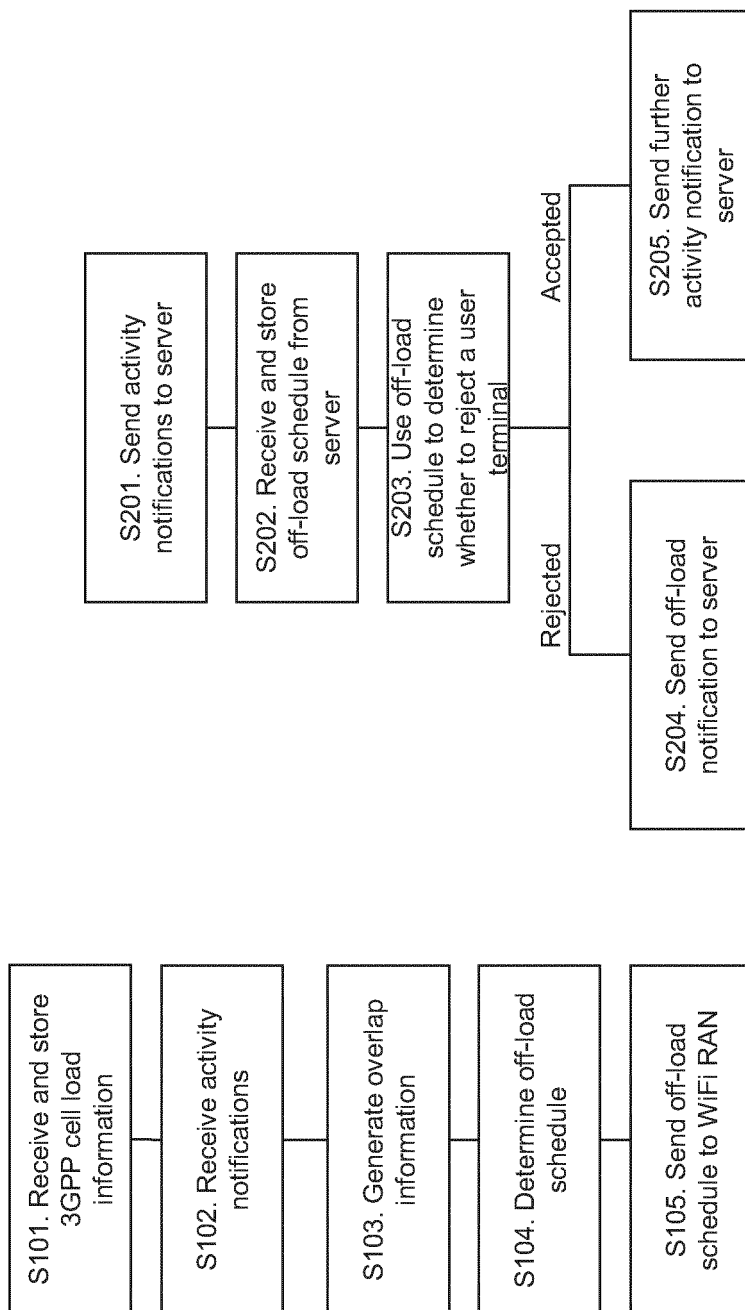 S101. Receive and store
3GPP cell load
information
S102. Receive activity
notifications
S103. Generate overlap
information
S104. Determine off-load
schedule
S105. Send off-load
schedule to WiFi RAN
S201. Send activity
notifications to server
S202. Receive and store
off-load schedule from
server
S203. Use off-load
schedule to determine
whether to reject a user
terminal
Rejected
Accepted
S204. Send off-load
notification to server
S205. Send further
activity notification to
server